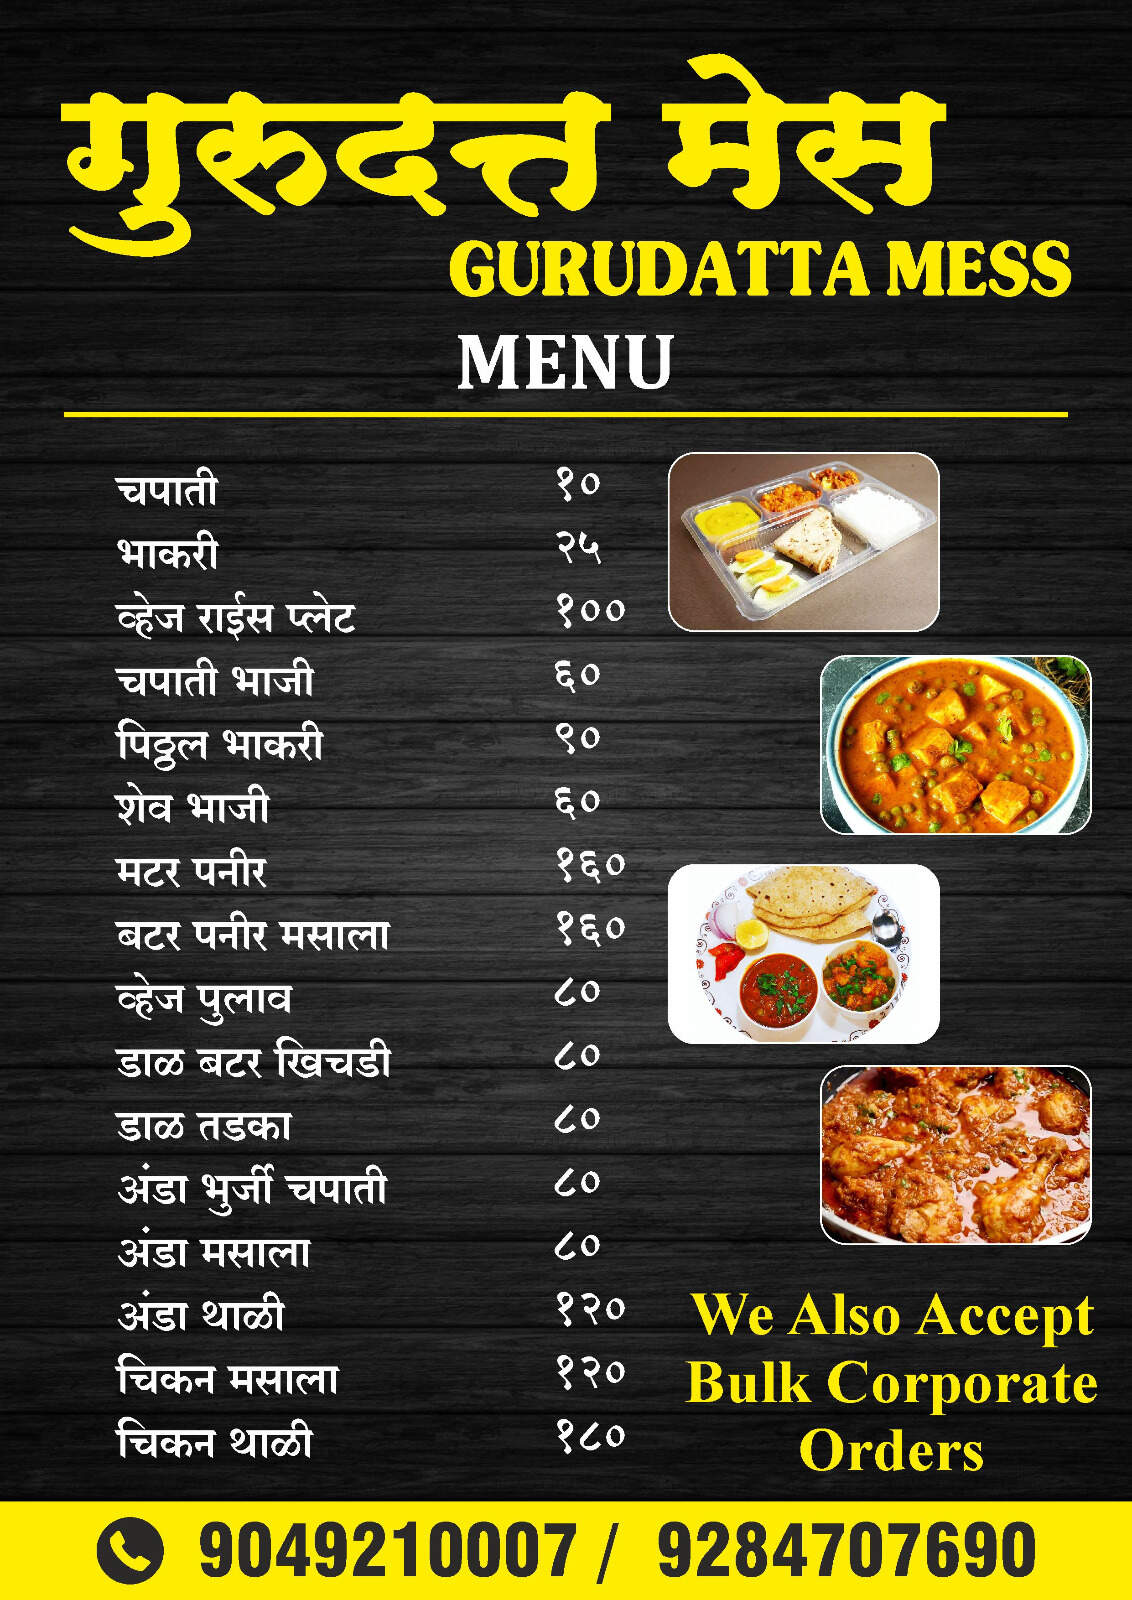 गुरुदत्त मेस
GURUDATTA MESS
MENU
चपाती १०
भाकरी २५
व्हेज राईस प्लेट १००
चपाती भाजी ६०
पिठ्ठल भाकरी ९०
शेव भाजी ६०
मटर पनीर १६०
बटर पनीर मसाला १६०
व्हेज पुलाव ८०
डाळ बटर खिचडी ८०
डाळ तडका ८०
अंडा भुर्जी चपाती ८०
अंडा मसाला ८०
अंडा थाळी १२०
चिकन मसाला १२०
चिकन थाळी १८०
We Also Accept
Bulk Corporate
Orders
9049210007 / 9284707690